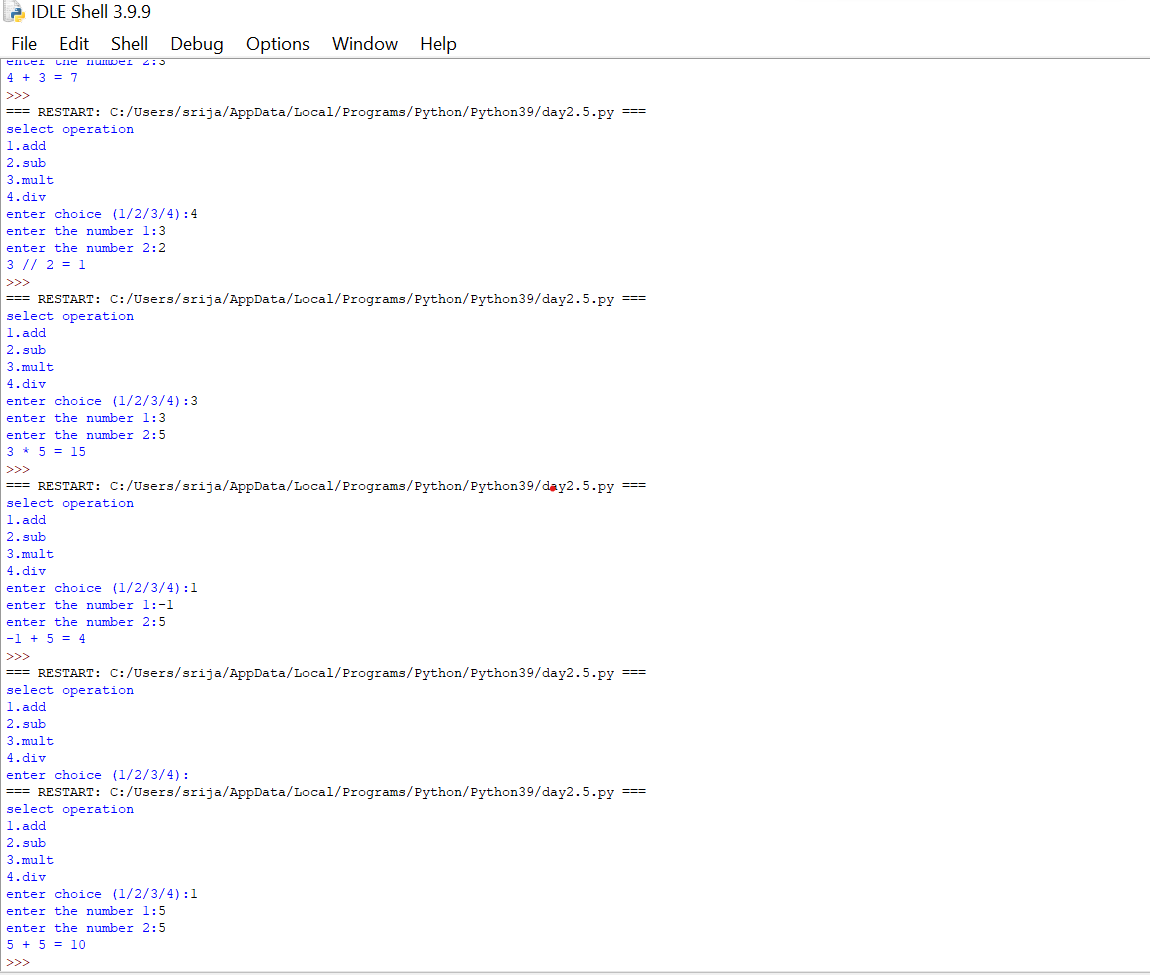 IDLE Shell 3.9.9
File Edit Shell Debug Options Window Help
enter the number 2:3
4 + 3 = 7
>>>
=== RESTART: C:/Users/srija/AppData/Local/Programs/Python/Python39/day2.5.py ===
select operation
1.add
2.sub
3.mult
4.div
enter choice (1/2/3/4):4
enter the number 1:3
enter the number 2:2
3 // 2 = 1
>>>
=== RESTART: C:/Users/srija/AppData/Local/Programs/Python/Python39/day2.5.py ===
select operation
1.add
2.sub
3.mult
4.div
enter choice (1/2/3/4):3
enter the number 1:3
enter the number 2:5
3 * 5 = 15
>>>
=== RESTART: C:/Users/srija/AppData/Local/Programs/Python/Python39/day2.5.py ===
select operation
1.add
2.sub
3.mult
4.div
enter choice (1/2/3/4):1
enter the number 1:-1
enter the number 2:5
-1 + 5 = 4
>>>
=== RESTART: C:/Users/srija/AppData/Local/Programs/Python/Python39/day2.5.py ===
select operation
1.add
2.sub
3.mult
4.div
enter choice (1/2/3/4):
=== RESTART: C:/Users/srija/AppData/Local/Programs/Python/Python39/day2.5.py ===
select operation
1.add
2.sub
3.mult
4.div
enter choice (1/2/3/4):1
enter the number 1:5
enter the number 2:5
5 + 5 = 10
>>>